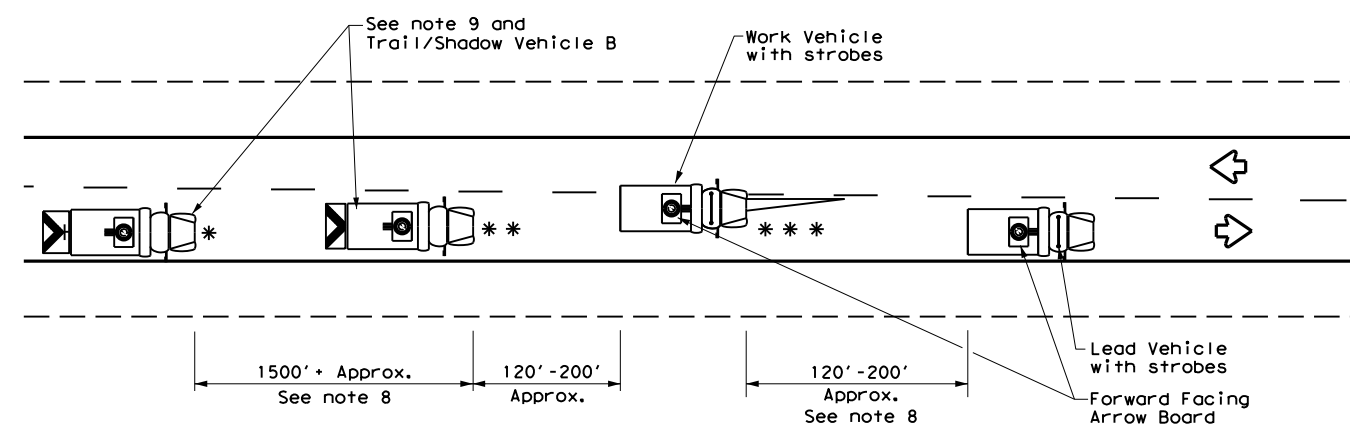 See note 9 and
Trail/Shadow Vehicle B
Work Vehicle
with strobes
*
* *
* * *
1500'+ Approx.
See note 8
120'-200'
Approx.
120'-200'
Approx.
See note 8
Lead Vehicle
with strobes
Forward Facing
Arrow Board